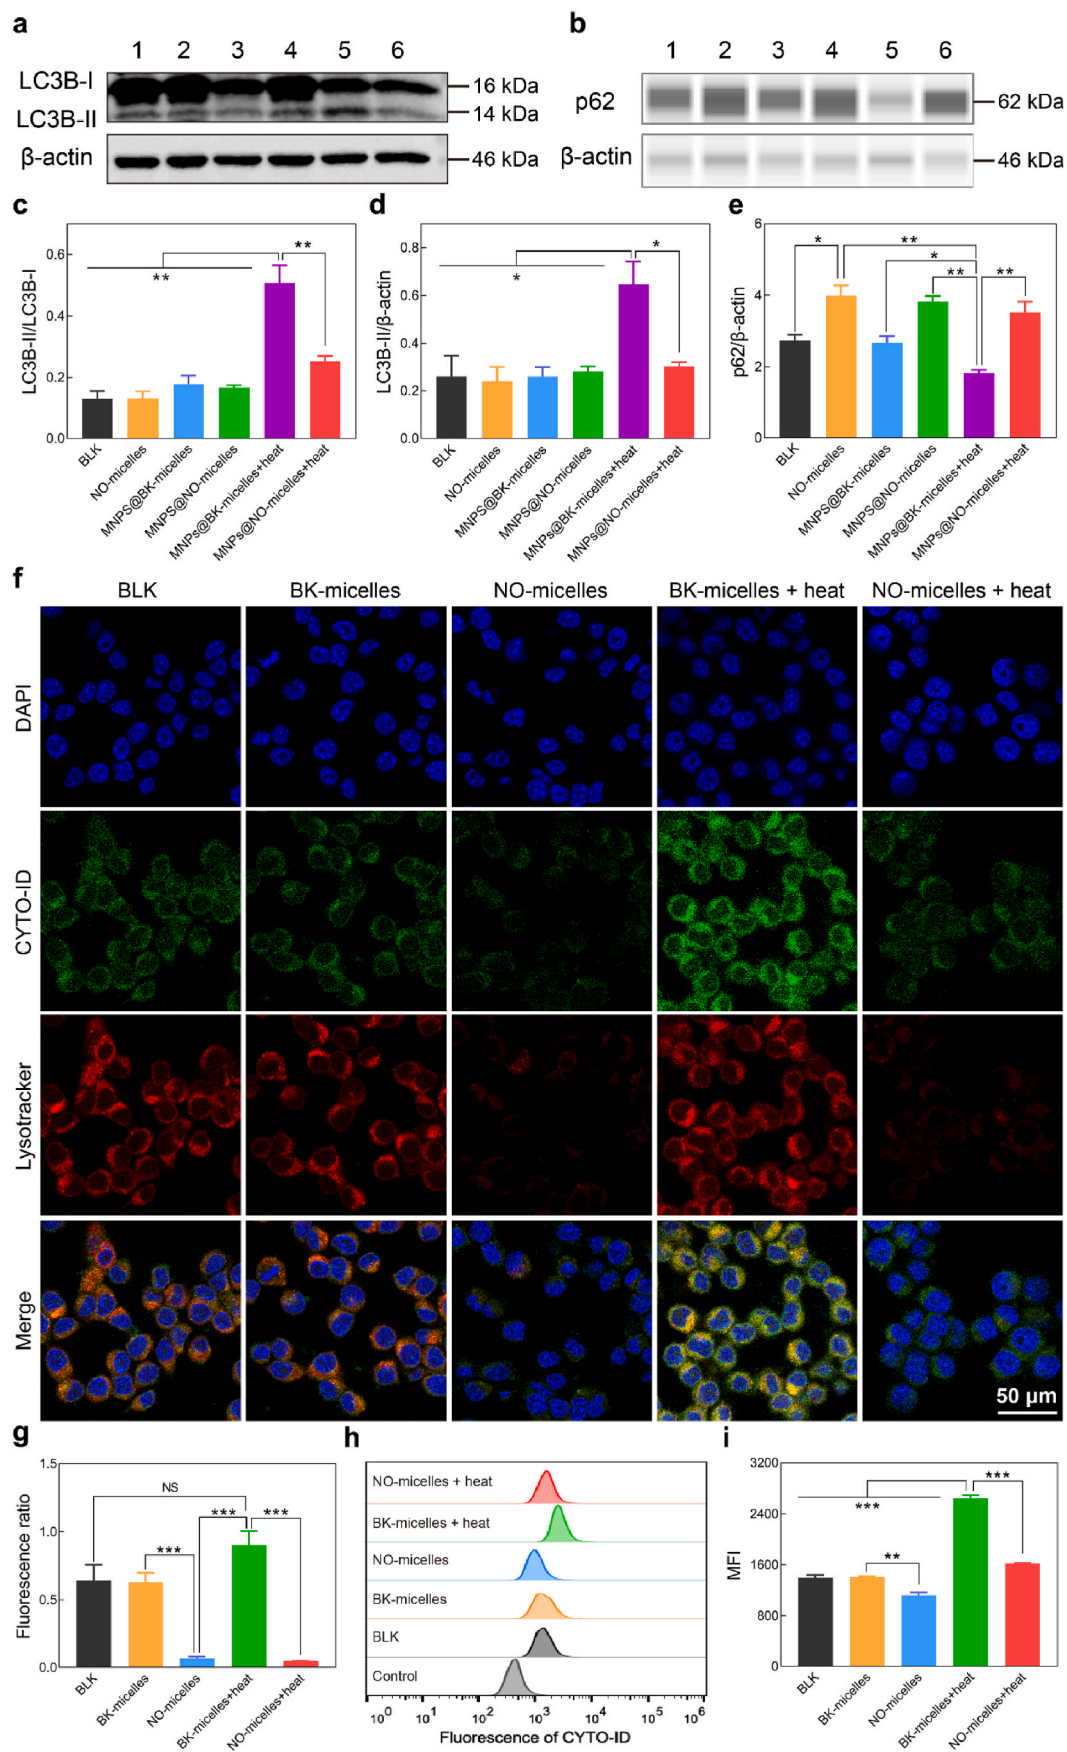 a
1 2 3 4 5 6
LC3B-I
16 kDa
LC3B-II
14 kDa
β-actin
46 kDa
b
1 2 3 4 5 6
p62
62 kDa
β-actin
46 kDa
c
LC3B-II/LC3B-I
0.6
0.4
0.2
0.0
**
**
BLK
NO-micelles
MNPS@BK-micelles
MNPS@NO-micelles
MNPs@BK-micelles+heat
MNPs@NO-micelles+heat
d
LC3B-II/β-actin
0.8
0.6
0.4
0.2
0.0
*
*
BLK
NO-micelles
MNPS@BK-micelles
MNPS@NO-micelles
MNPs@BK-micelles+heat
MNPs@NO-micelles+heat
e
p62/β-actin
6
4
2
0
*
**
*
**
**
BLK
NO-micelles
MNPS@BK-micelles
MNPS@NO-micelles
MNPs@BK-micelles+heat
MNPs@NO-micelles+heat
f
BLK BK-micelles NO-micelles BK-micelles + heat NO-micelles + heat
DAPI
CYTO-ID
Lysotracker
Merge
50 μm
g
Fluorescence ratio
1.5
1.0
0.5
0.0
NS
***
***
***
BLK
BK-micelles
NO-micelles
BK-micelles+heat
NO-micelles+heat
h
NO-micelles + heat
BK-micelles + heat
NO-micelles
BK-micelles
BLK
Control
10⁰ 10¹ 10² 10³ 10⁴ 10⁵ 10⁶
Fluorescence of CYTO-ID
i
MFI
3200
2400
1600
800
0
***
***
**
BLK
BK-micelles
NO-micelles
BK-micelles+heat
NO-micelles+heat